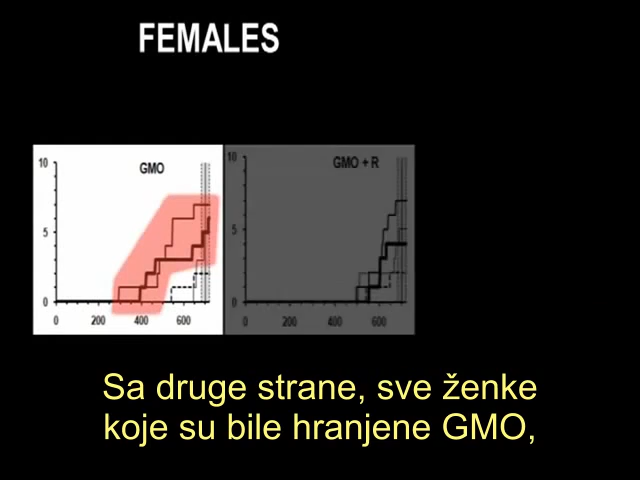 FEMALES
10 GMO
5
0
0 200 400 600
10 GMO + R
5
0
0 200 400 600
Sa druge strane, sve ženke
koje su bile hranjene GMO,